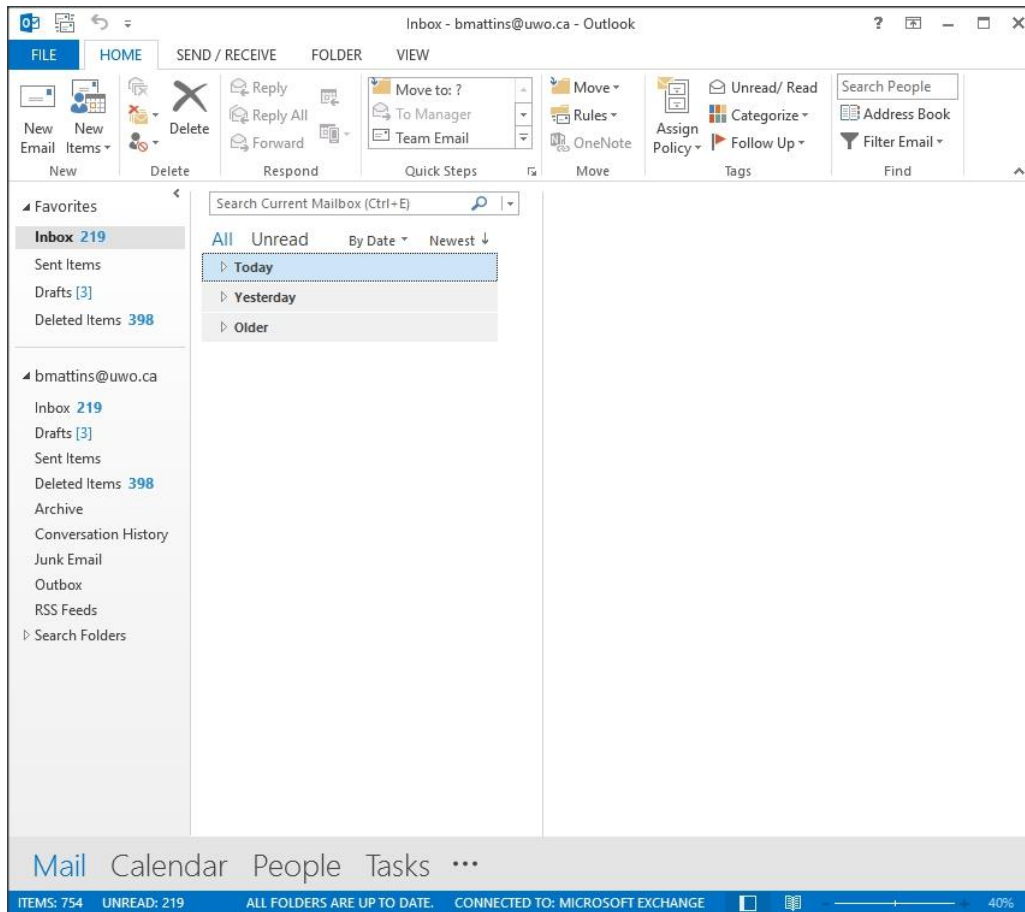 Inbox - bmattins@uwo.ca - Outlook
FILE HOME SEND / RECEIVE FOLDER VIEW
New Email
New Items
Delete
Reply
Reply All
Forward
Move to: ?
To Manager
Team Email
Move
Rules
OneNote
Assign Policy
Unread/ Read
Categorize
Follow Up
Search People
Address Book
Filter Email
New Delete Respond Quick Steps Move Tags Find
Favorites
Inbox 219
Sent Items
Drafts [3]
Deleted Items 398
bmattins@uwo.ca
Inbox 219
Drafts [3]
Sent Items
Deleted Items 398
Archive
Conversation History
Junk Email
Outbox
RSS Feeds
Search Folders
Search Current Mailbox (Ctrl+E)
All Unread By Date Newest
Today
Yesterday
Older
Mail Calendar People Tasks ...
ITEMS: 754 UNREAD: 219 ALL FOLDERS ARE UP TO DATE. CONNECTED TO: MICROSOFT EXCHANGE 40%